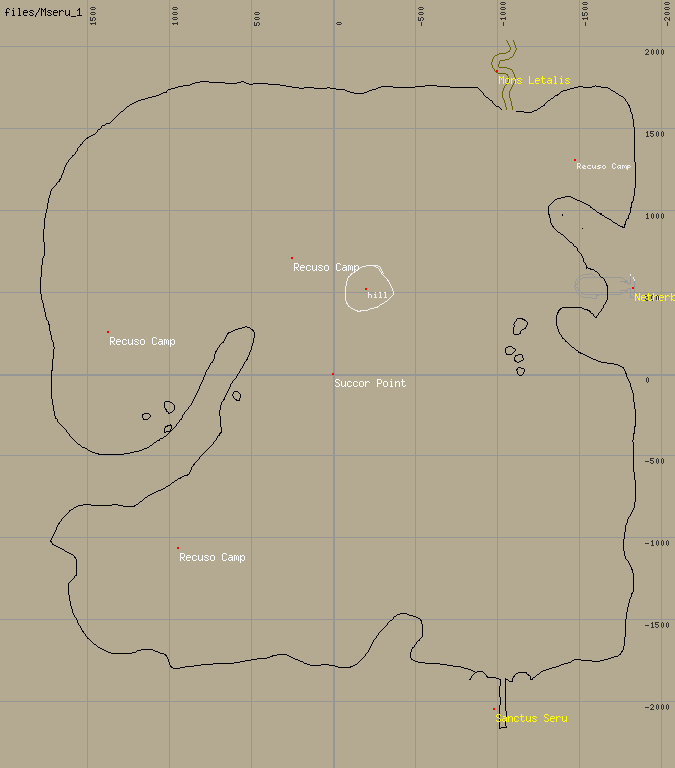 files/Mseru_1
1500
1000
500
0
-500
-1000
-1500
-2000
2000
Mons Letalis
1500
Recuso Camp
1000
Recuso Camp
hill
Netherb
Recuso Camp
0
Succor Point
-500
-1000
Recuso Camp
-1500
-2000
Sanctus Seru